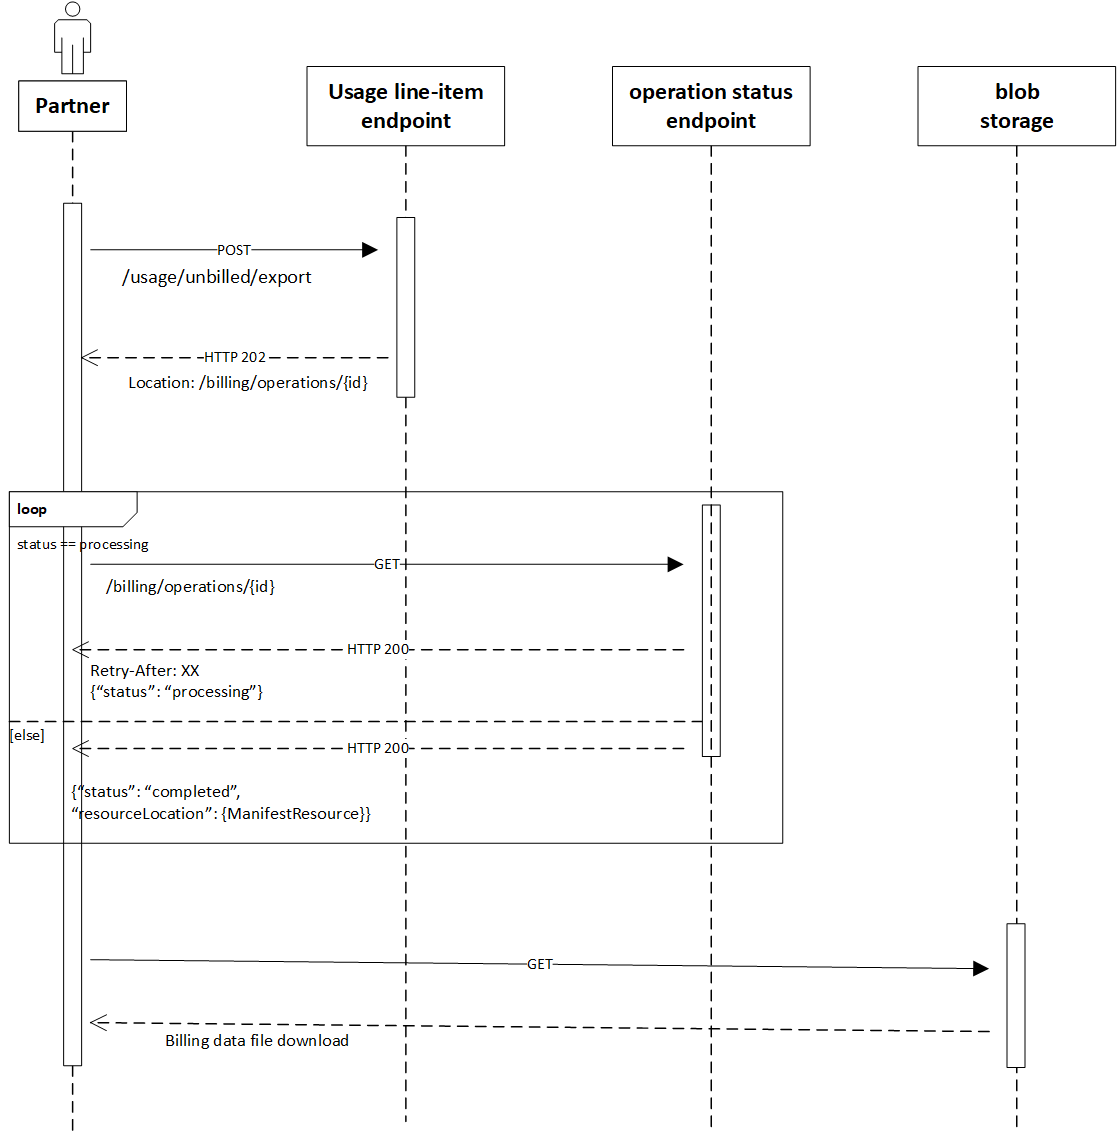 Partner
Usage line-item
endpoint
operation status
endpoint
blob
storage
POST
/usage/unbilled/export
HTTP 202
Location: /billing/operations/{id}
loop
status == processing
GET
/billing/operations/{id}
HTTP 200
Retry-After: XX
{“status”: “processing”}
[else]
HTTP 200
{“status”: “completed”,
“resourceLocation”: {ManifestResource}}
GET
Billing data file download